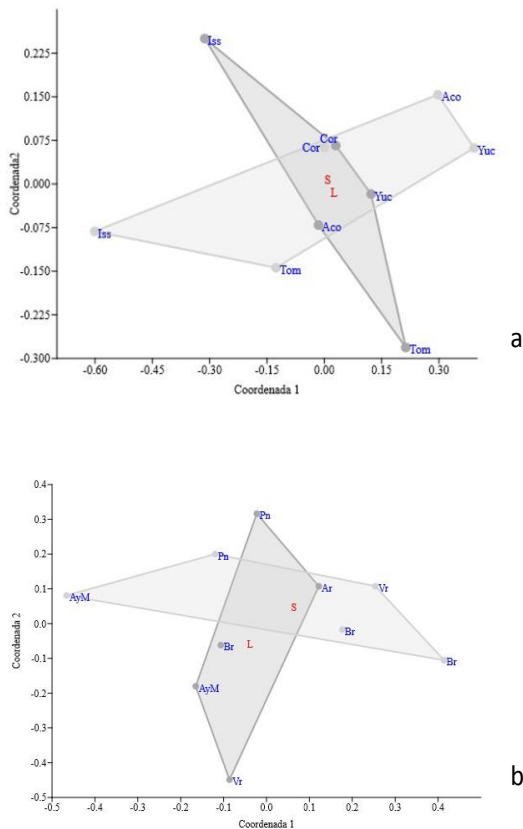 0.225
0.150
0.075
0.000
-0.075
-0.150
-0.225
-0.300
Coordenada2
Iss
Aco
Cor
Cor
Yuc
S
L
Yuc
Aco
Iss
Tom
Tom
-0.60 -0.30 -0.30 0.00 0.15 0.30
Coordenada 1
a
0.4
0.3
0.2
0.1
0.0
-0.1
-0.2
-0.3
-0.4
-0.5
Coordenada 2
Pn
Pn
AyM
Ar
Vr
S
Br
Br
L
Br
AyM
Vr
-0.5 -0.4 -0.3 -0.2 -0.1 0.0 0.1 0.2 0.3 0.4
Coordenada 1
b